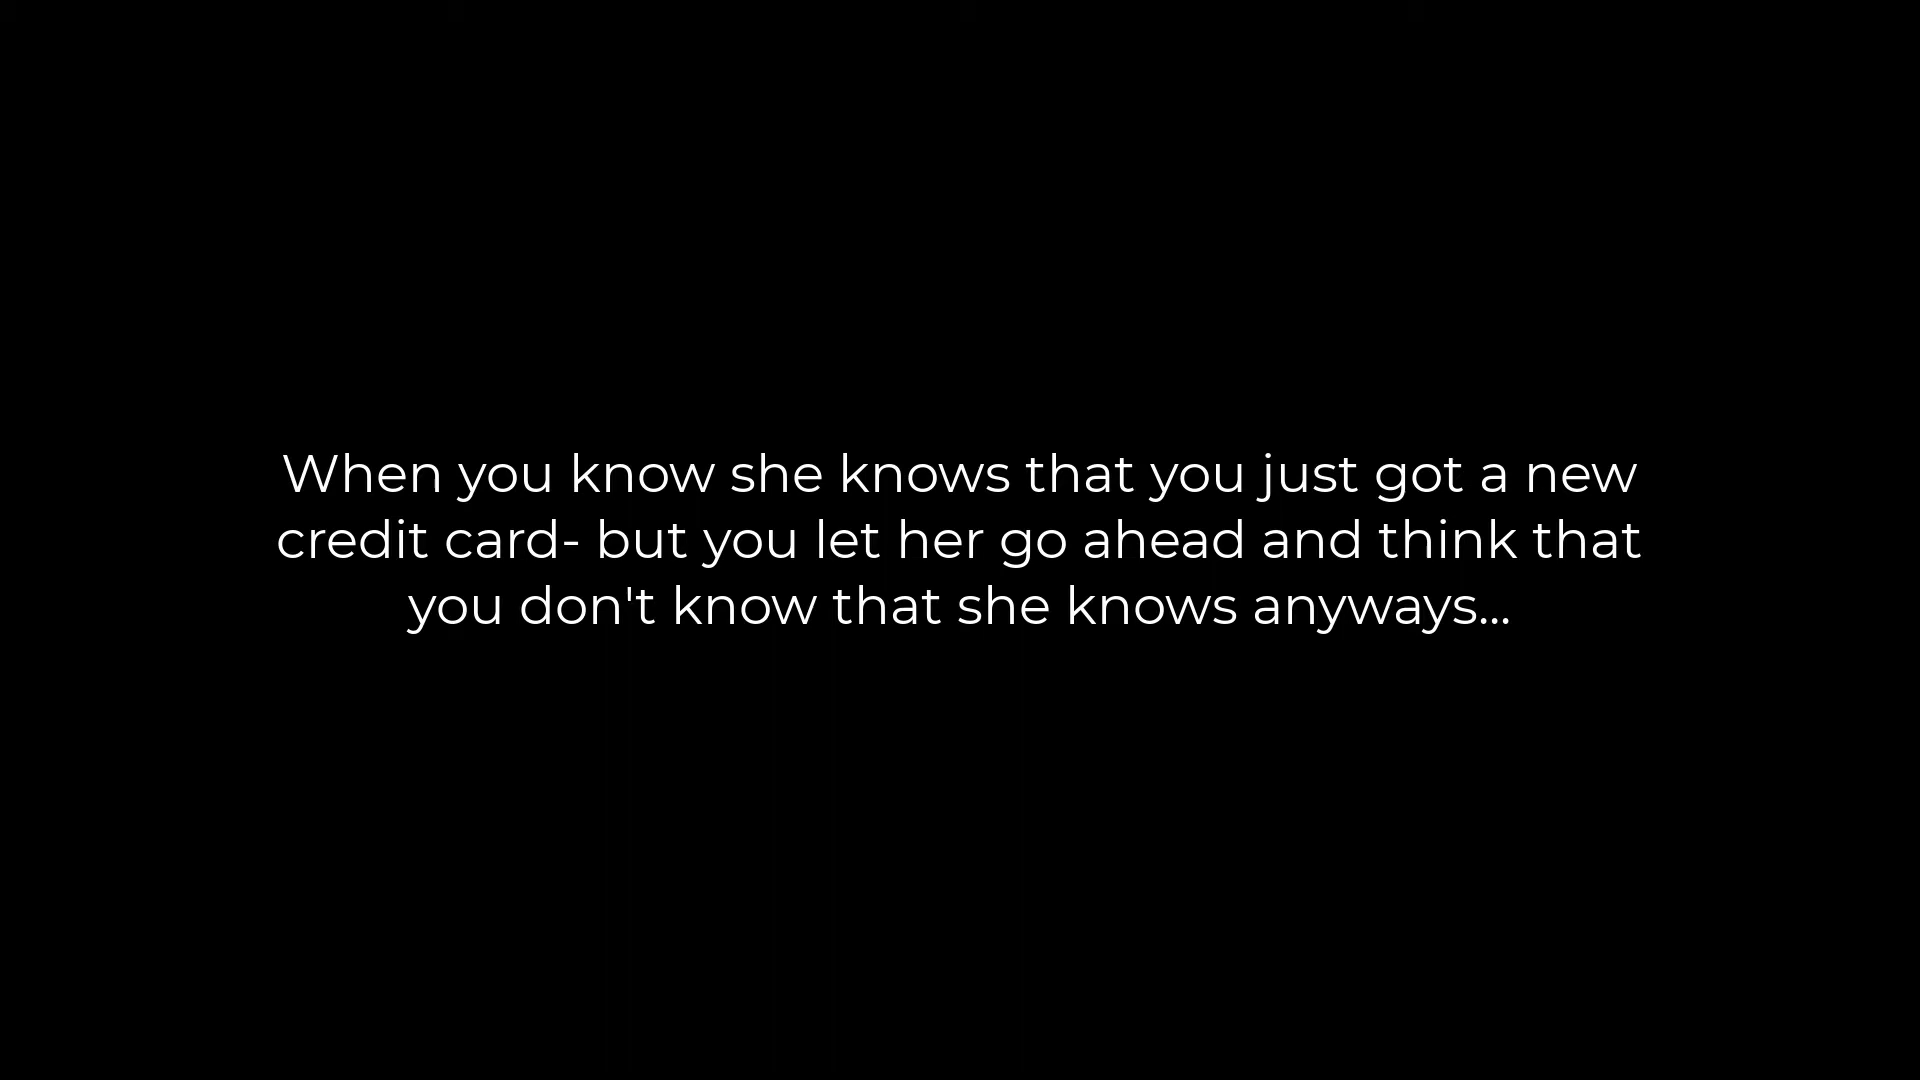 When you know she knows that you just got a new
credit card- but you let her go ahead and think that
you don't know that she knows anyways...